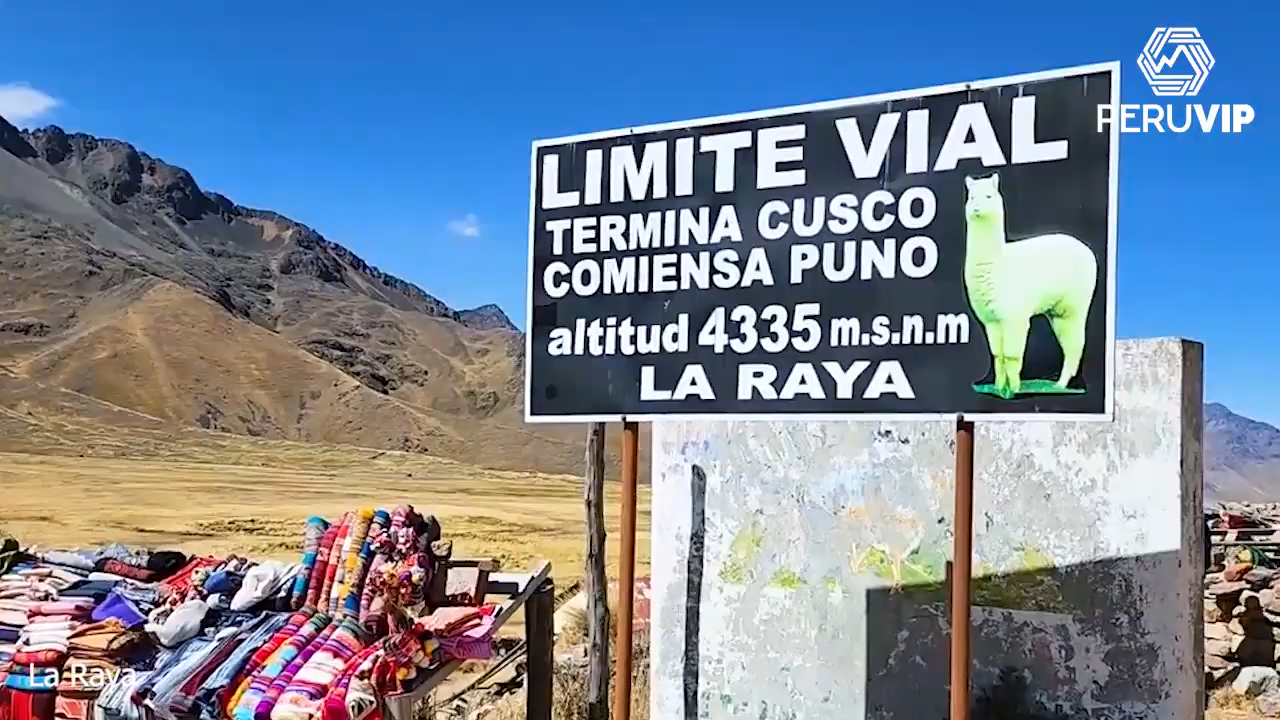 PERUVIP
LIMITE VIAL
TERMINA CUSCO
COMIENSA PUNO
altitud 4335 m.s.n.m
LA RAYA
La Raya